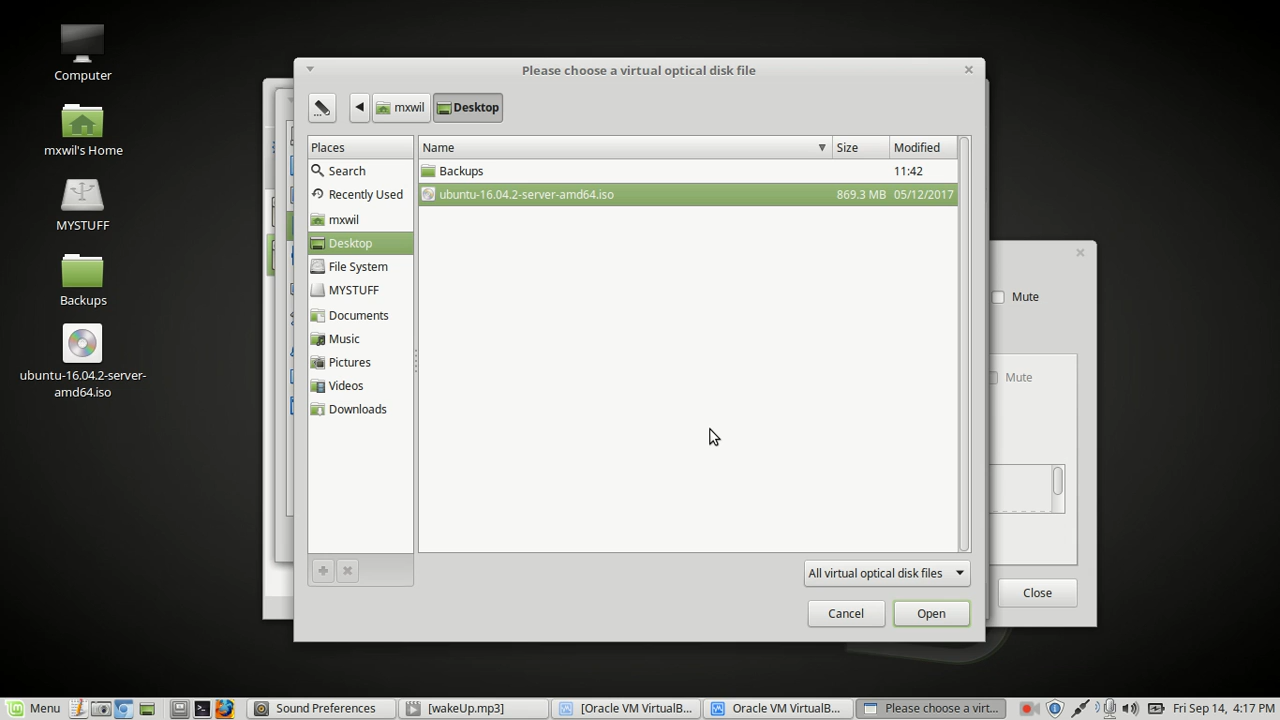 Computer
mxwil's Home
MYSTUFF
Backups
ubuntu-16.04.2-server-
amd64.iso
Please choose a virtual optical disk file
mxwil
Desktop
Places
Search
Recently Used
mxwil
Desktop
File System
MYSTUFF
Documents
Music
Pictures
Videos
Downloads
Name Size Modified
Backups 11:42
ubuntu-16.04.2-server-amd64.iso 869.3 MB 05/12/2017
All virtual optical disk files
Cancel Open
Mute
Mute
Close
Menu Sound Preferences [wakeUp.mp3] [Oracle VM VirtualB... Oracle VM VirtualB... Please choose a virt... Fri Sep 14, 4:17 PM